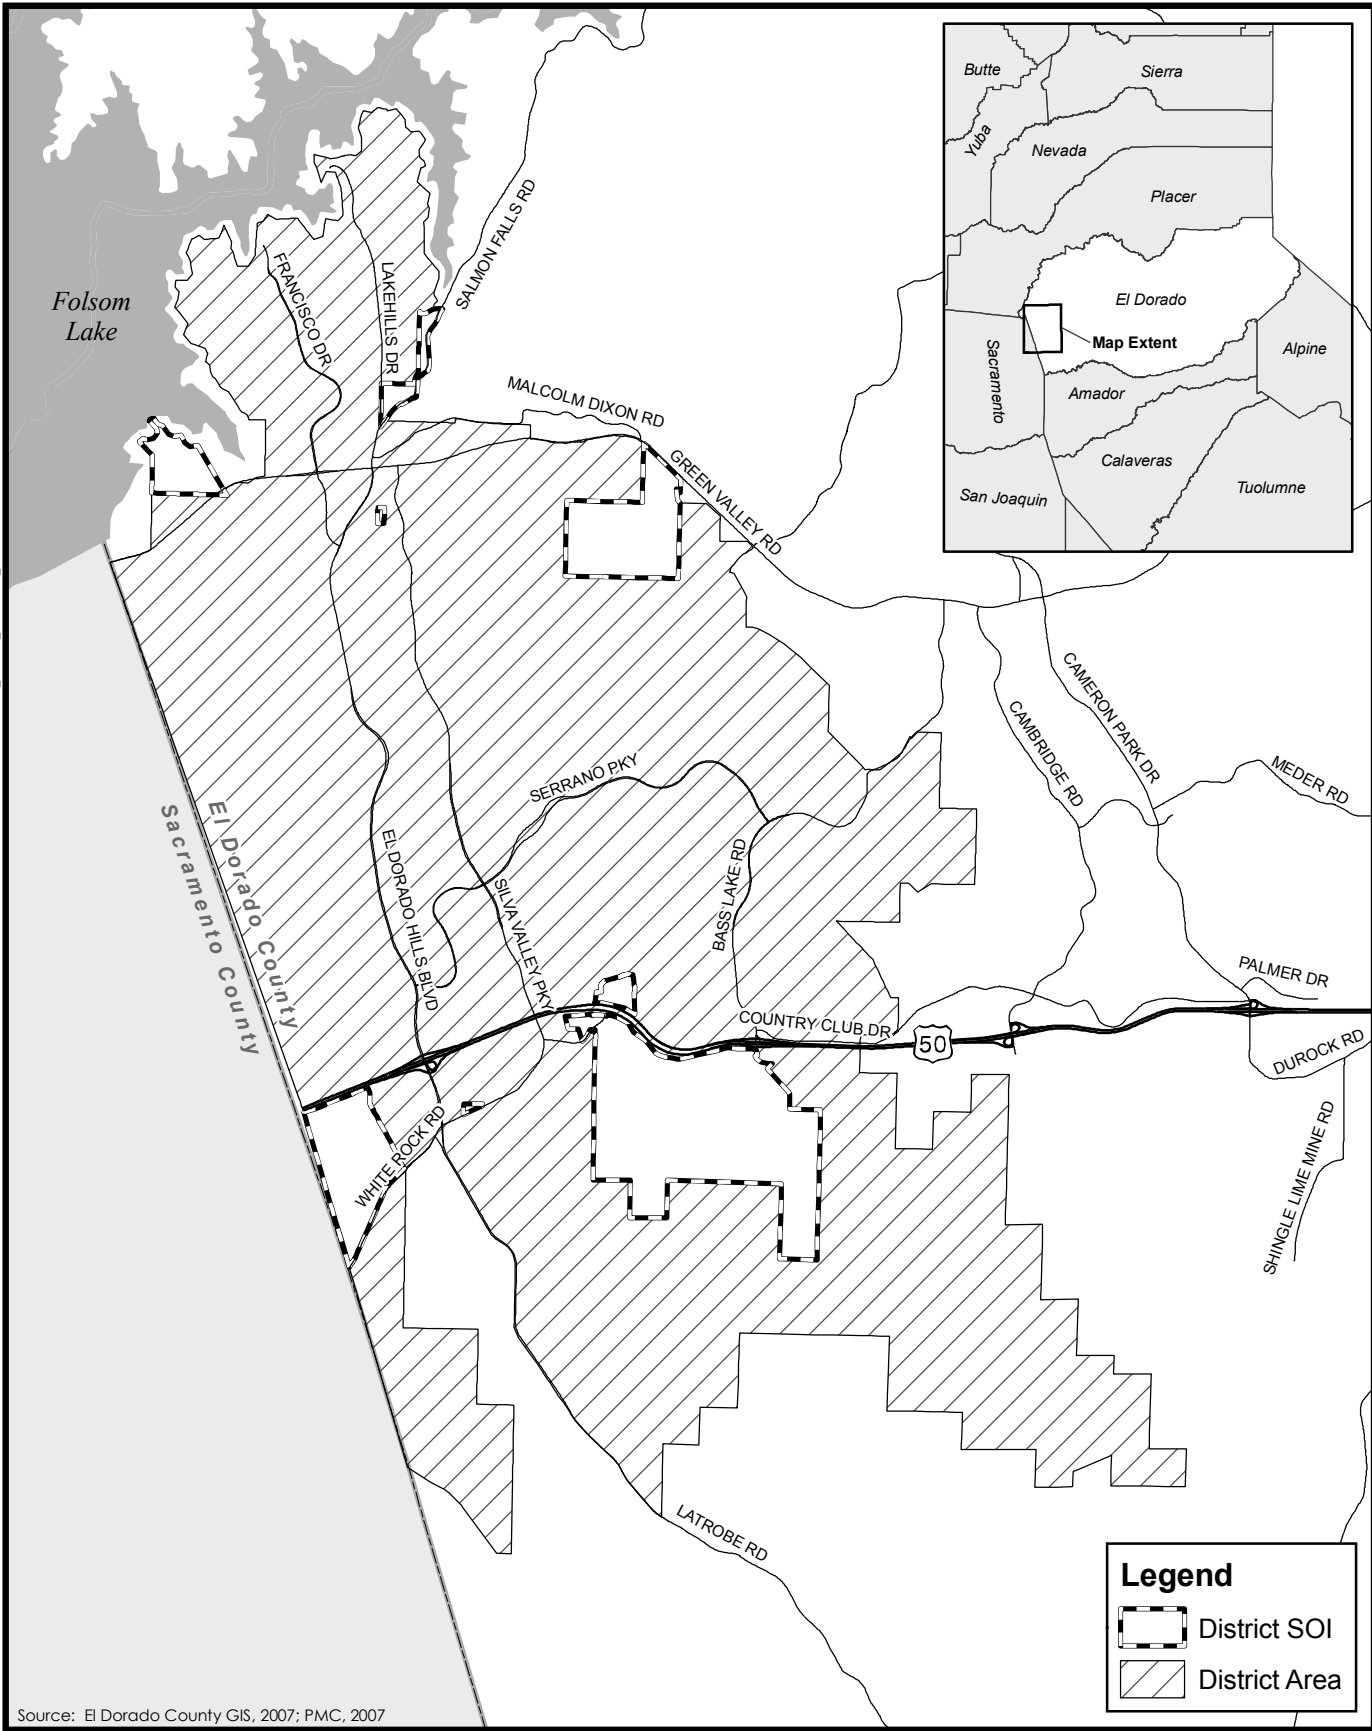 Butte
Sierra
Yuba
Nevada
Placer
El Dorado
Map Extent
Sacramento
Alpine
Amador
Calaveras
San Joaquin
Tuolumne
Folsom
Lake
FRANCISCO DR
LAKEHILLS DR
SALMON FALLS RD
MALCOLM DIXON RD
GREEN VALLEY RD
CAMERON PARK DR
CAMBRIDGE RD
MEDER RD
SERRANO PKY
El Dorado County
Sacramento County
EL DORADO HILLS BLVD
SILVA VALLEY PKY
BASS LAKE RD
PALMER DR
COUNTRY CLUB DR
50
DUROCK RD
WHITE ROCK RD
SHINGLE LIME MINE RD
LATROBE RD
Legend
District SOI
District Area
Source: El Dorado County GIS, 2007; PMC, 2007